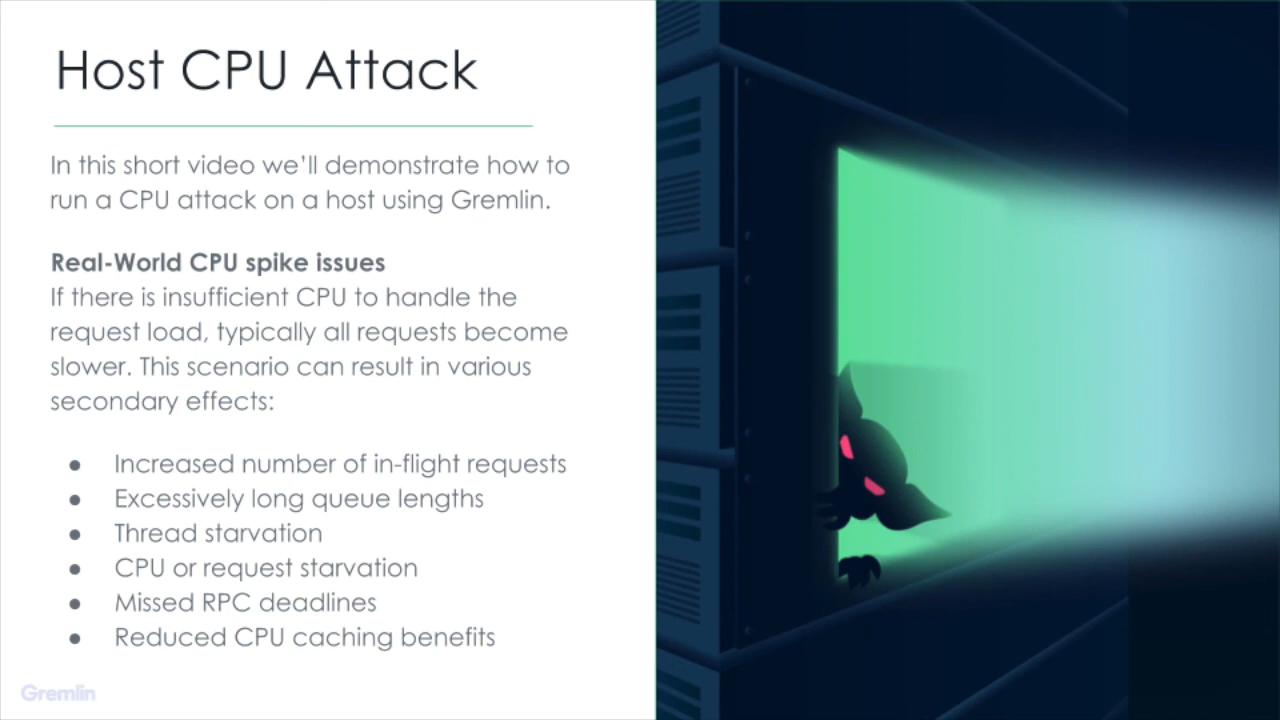 Host CPU Attack
In this short video we’ll demonstrate how to
run a CPU attack on a host using Gremlin.
Real-World CPU spike issues
If there is insufficient CPU to handle the
request load, typically all requests become
slower. This scenario can result in various
secondary effects:
● Increased number of in-flight requests
● Excessively long queue lengths
● Thread starvation
● CPU or request starvation
● Missed RPC deadlines
● Reduced CPU caching benefits
Gremlin